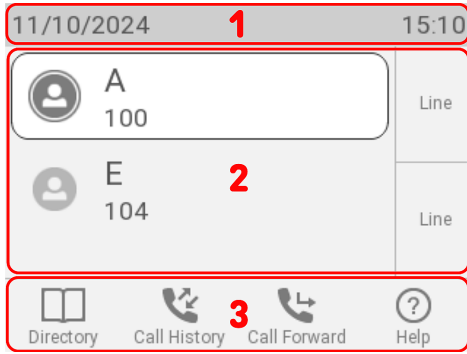 11/10/2024 1 15:10
A
100
Line
E
104
2
Line
3
Directory Call History Call Forward Help